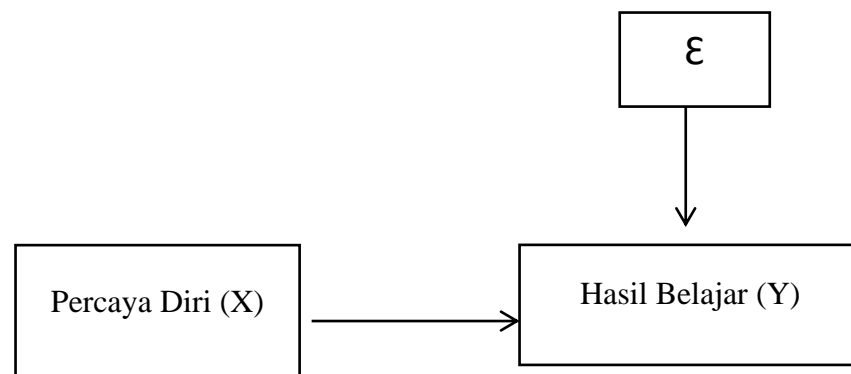 ε
Percaya Diri (X)
Hasil Belajar (Y)